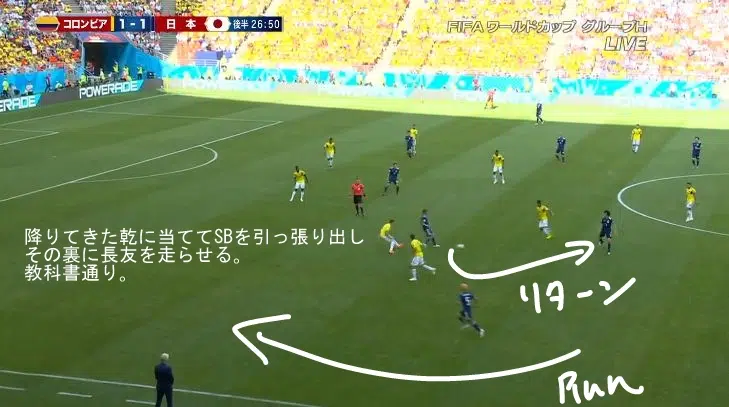 コロンビア 1 - 1 日本 後半 26:50
FIFA ワールドカップ グループH
LIVE
POWERADE
POWERADE
POWERADE
降りてきた乾に当ててSBを引っ張り出し
その裏に長友を走らせる。
教科書通り。
リターン
Run